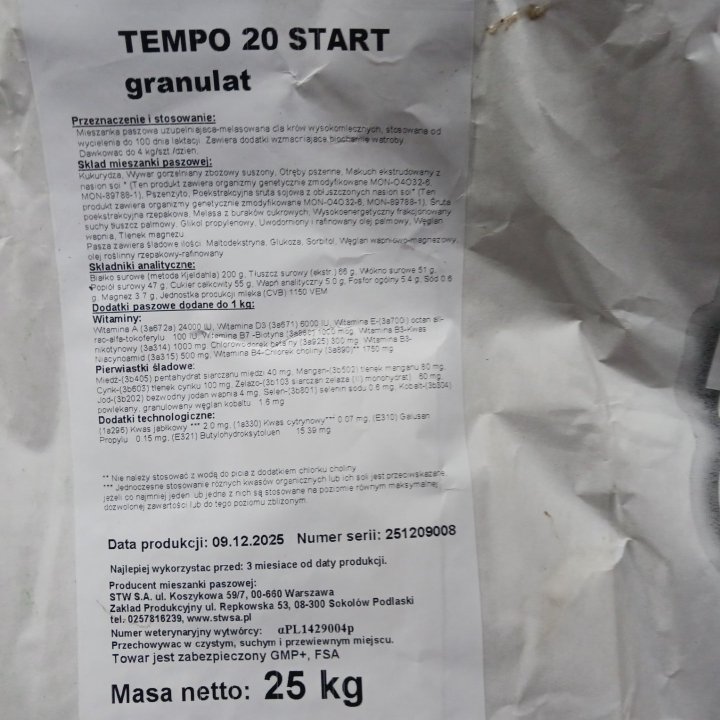 TEMPO 20 START
granulat
Przeznaczenie i stosowanie:
Mieszanka paszowa uzupełniająca-melasowana dla krów wysokomlecznych, stosowana od
wycielenia do 100 dnia laktacji. Zawiera dodatki wzmacniające biochemię wątroby.
Dawkować do 4 kg/szt./dzień.
Skład mieszanki paszowej:
Kukurydza, Wywar gorzelniany zbożowy suszony, Otręby pszenne, Makuch ekstrudowany z
nasion soi * (Ten produkt zawiera organizmy genetycznie zmodyfikowane MON-04032-6,
MON-89788-1), Pszenżyto, Poekstrakcyjna śruta sojowa z obłuszczonych nasion soi* (Ten
produkt zawiera organizmy genetycznie zmodyfikowane MON-04O32-6, MON-89788-1), Śruta
poekstrakcyjna rzepakowa, Melasa z buraków cukrowych, Wysokoenergetyczny frakcjonowany
suchy tłuszcz palmowy, Glikol propylenowy, Uwodorniony i rafinowany olej palmowy, Węglan
wapnia, Tlenek magnezu
Pasza zawiera śladowe ilości: Maltodekstryna, Glukoza, Sorbitol, Węglan wapniowo-magnezowy,
olej roślinny rzepakowy-rafinowany
Składniki analityczne:
Białko surowe (metoda Kjeldahla) 200 g, Tłuszcz surowy (ekstr.) 66 g, Włókno surowe 51 g,
Popiół surowy 47 g, Cukier całkowity 55 g, Wapń analityczny 5.0 g, Fosfor ogólny 5.4 g, Sód 0.6
g, Magnez 3.7 g, Jednostka produkcji mleka (CVB) 1150 VEM
Dodatki paszowe dodane do 1 kg:
Witaminy:
Witamina A (3a672a) 24000 IU, Witamina D3 (3a671) 6000 IU, Witamina E-(3a700i) octan all-
rac-alfa-tokoferylu 100 IU, Witamina B7 -Biotyna (3a880) 1000 mcg, Witamina B3-Kwas
nikotynowy (3a314) 1000 mg, Chlorowodorek betainy (3a925) 300 mg, Witamina B3-
Niacynoamid (3a315) 500 mg, Witamina B4-Chlorek choliny (3a890)** 1750 mg
Pierwiastki śladowe:
Miedź-(3b405) pentahydrat siarczanu miedzi 40 mg, Mangan-(3b502) tlenek manganu 80 mg,
Cynk-(3b603) tlenek cynku 100 mg, Żelazo-(3b103 siarczan żelaza (II) monohydrat) 60 mg,
Jod-(3b202) bezwodny jodan wapnia 4 mg, Selen-(3b801) selenin sodu 0.6 mg, Kobalt-(3b304)
powlekany, granulowany węglan kobaltu 1.6 mg
Dodatki technologiczne:
(1a296) Kwas jabłkowy *** 2.0 mg, (1a330) Kwas cytrynowy*** 0.07 mg, (E310) Galusan
Propylu 0.15 mg, (E321) Butylohydroksytoluen 15.39 mg
** Nie należy stosować z wodą do picia z dodatkiem chlorku choliny
*** Jednoczesne stosowanie różnych kwasów organicznych lub ich soli jest przeciwwskazane,
jeżeli co najmniej jeden lub jedna z nich są stosowane na poziomie równym maksymalnej
dozwolonej zawartości lub do tego poziomu zbliżonym.
Data produkcji: 09.12.2025 Numer serii: 251209008
Najlepiej wykorzystac przed: 3 miesiace od daty produkcji.
Producent mieszanki paszowej:
STW S.A. ul. Koszykowa 59/7, 00-660 Warszawa
Zaklad Produkcyjny ul. Repkowska 53, 08-300 Sokolów Podlaski
tel. 0257816239, www.stwsa.pl
Numer weterynaryjny wytwórcy: αPL1429004p
Przechowywac w czystym, suchym i przewiewnym miejscu.
Towar jest zabezpieczony GMP+, FSA
Masa netto: 25 kg